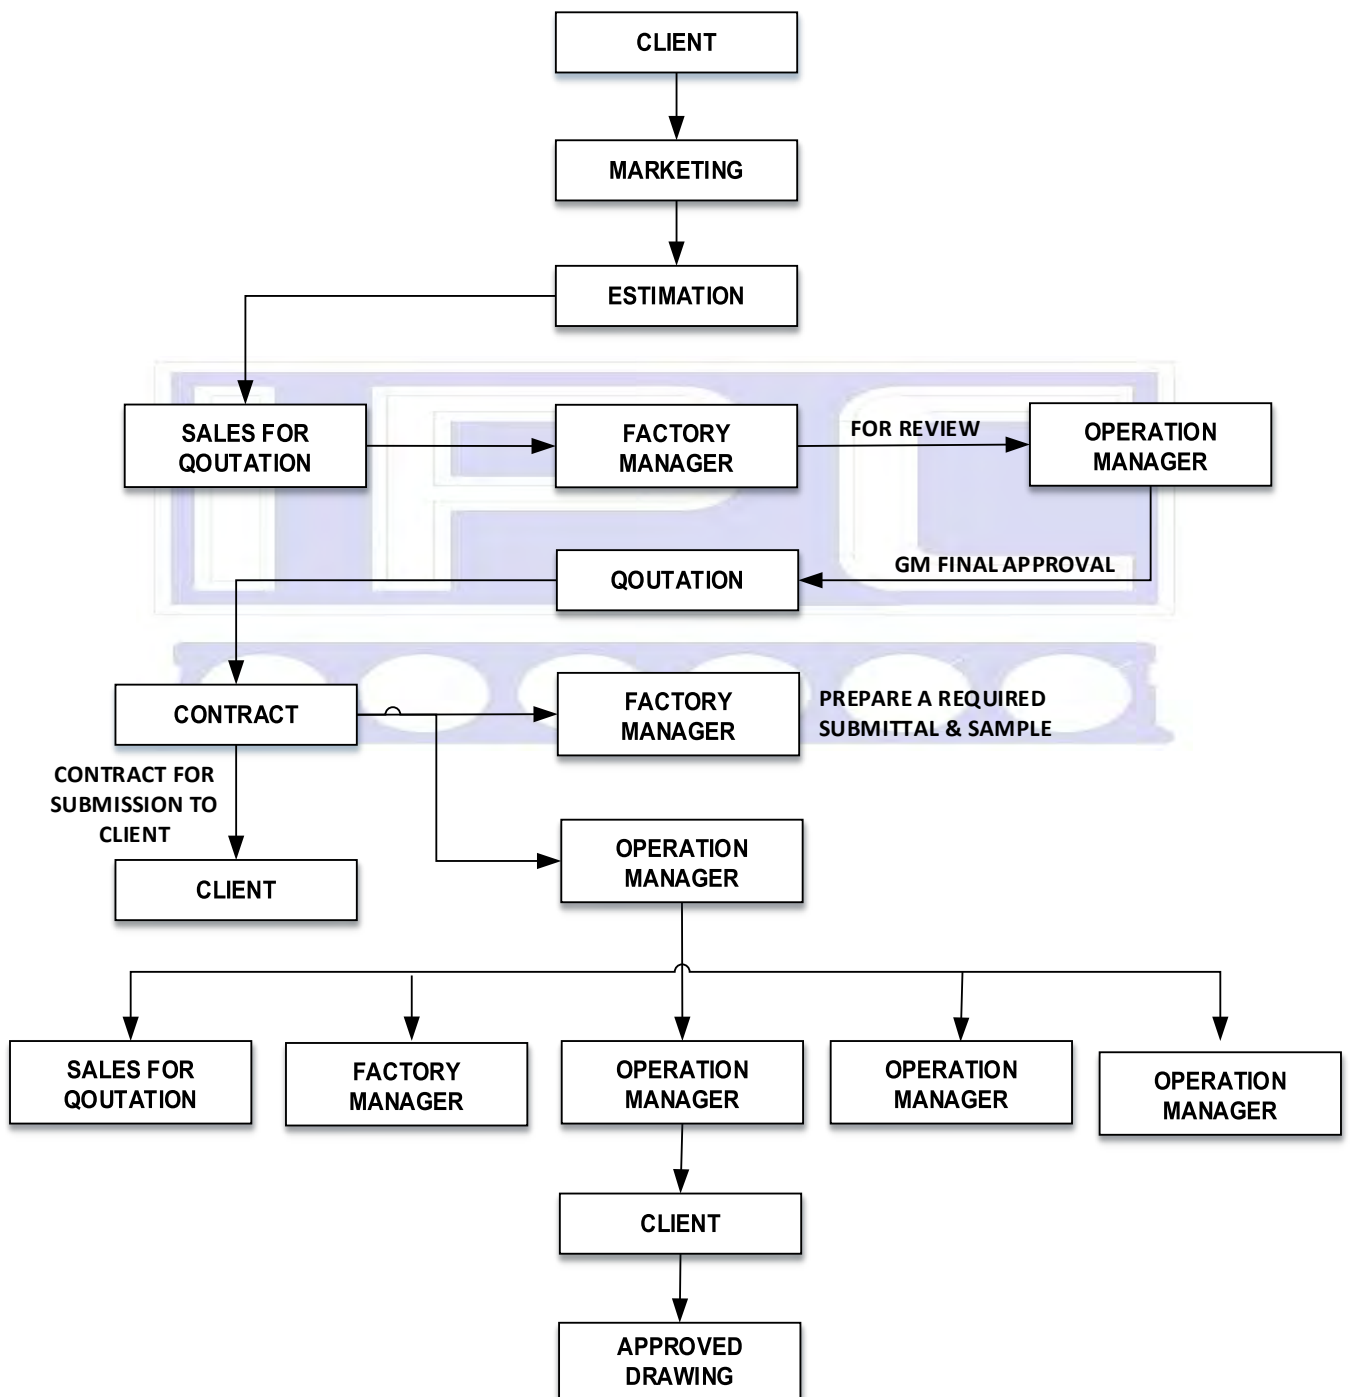 CLIENT
MARKETING
ESTIMATION
SALES FOR
QOUTATION
FACTORY
MANAGER
FOR REVIEW
OPERATION
MANAGER
GM FINAL APPROVAL
QOUTATION
CONTRACT
FACTORY
MANAGER
PREPARE A REQUIRED
SUBMITTAL & SAMPLE
CONTRACT FOR
SUBMISSION TO
CLIENT
CLIENT
OPERATION
MANAGER
SALES FOR
QOUTATION
FACTORY
MANAGER
OPERATION
MANAGER
OPERATION
MANAGER
OPERATION
MANAGER
CLIENT
APPROVED
DRAWING
IPC